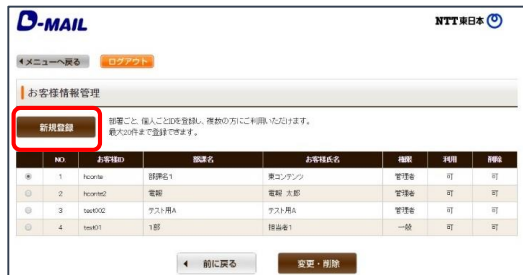 D-MAIL
NTT東日本
メニューへ戻る ログアウト
お客様情報管理
新規登録
部署ごと、個人ごとIDを登録し、複数の方にご利用いただけます。
最大20件まで登録できます。
NO. お客様ID 部課名 お客様氏名 権限 利用 削除
1 hconte 部課名1 東コンテンツ 管理者 可 可
2 hconte2 電報 電報 太郎 管理者 可 可
3 test002 テスト用A テスト用A 管理者 可 可
4 test01 1部 担当者1 一般 可 可
前に戻る 変更・削除